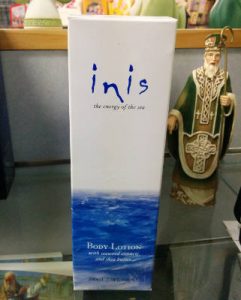 inis
the energy of the sea
BODY LOTION
with seaweed extracts
and shea butter